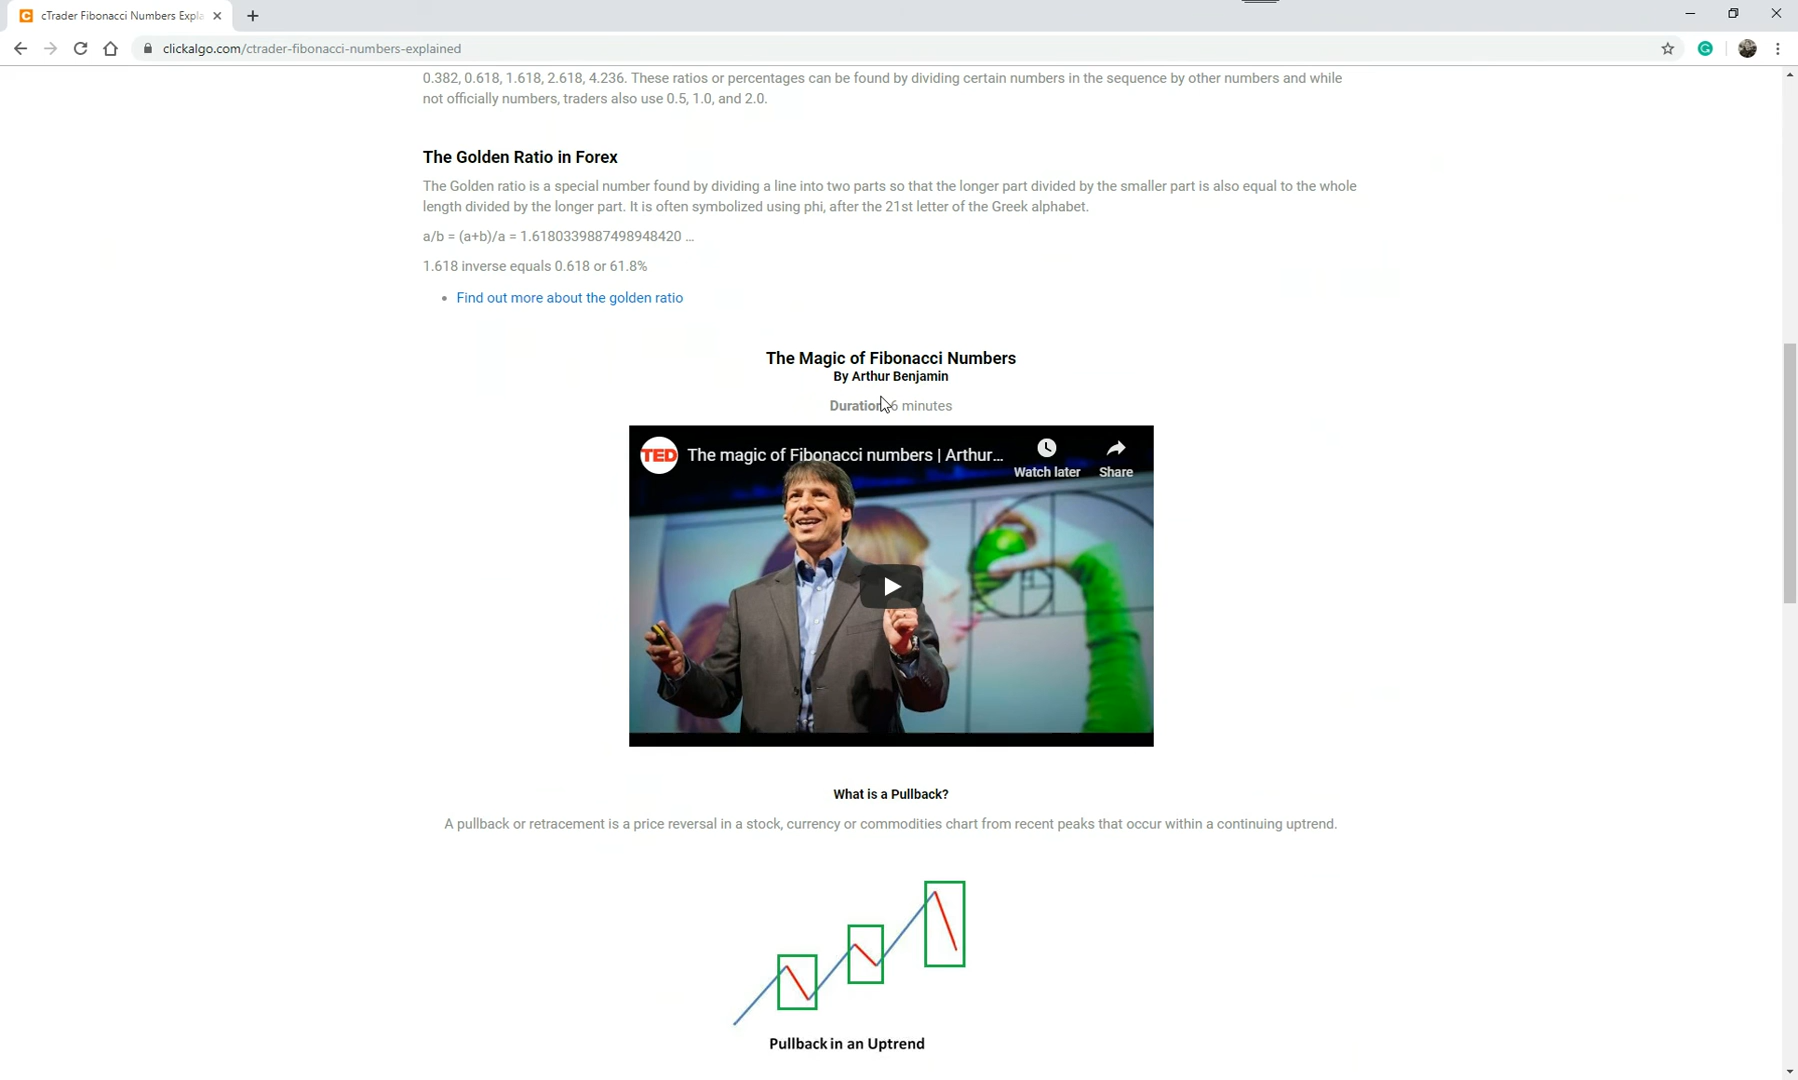 cTrader Fibonacci Numbers Expla
clickalgo.com/ctrader-fibonacci-numbers-explained
0.382, 0.618, 1.618, 2.618, 4.236. These ratios or percentages can be found by dividing certain numbers in the sequence by other numbers and while
not officially numbers, traders also use 0.5, 1.0, and 2.0.
The Golden Ratio in Forex
The Golden ratio is a special number found by dividing a line into two parts so that the longer part divided by the smaller part is also equal to the whole
length divided by the longer part. It is often symbolized using phi, after the 21st letter of the Greek alphabet.
a/b = (a+b)/a = 1.6180339887498948420 ...
1.618 inverse equals 0.618 or 61.8%
Find out more about the golden ratio
The Magic of Fibonacci Numbers
By Arthur Benjamin
Duration 6 minutes
TED The magic of Fibonacci numbers | Arthur...
Watch later Share
What is a Pullback?
A pullback or retracement is a price reversal in a stock, currency or commodities chart from recent peaks that occur within a continuing uptrend.
Pullback in an Uptrend